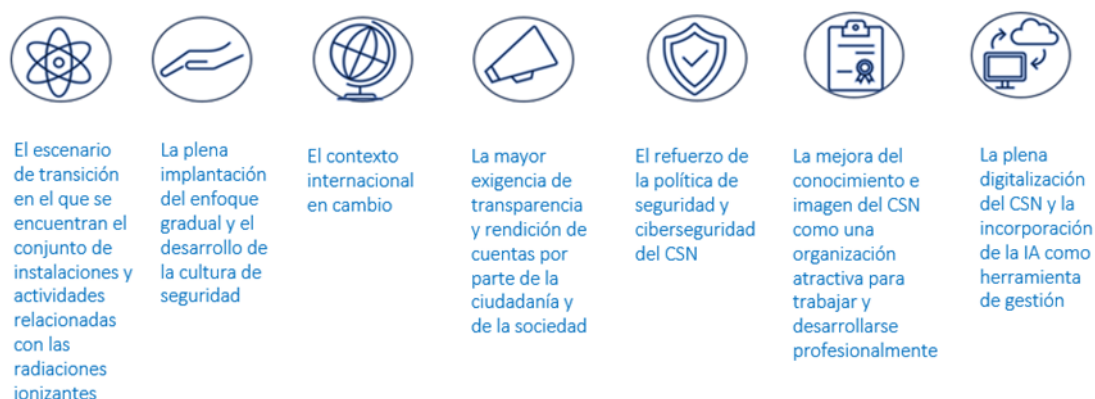 El escenario
de transición
en el que se
encuentran el
conjunto de
instalaciones y
actividades
relacionadas
con las
radiaciones
ionizantes
La plena
implantación
del enfoque
gradual y el
desarrollo de
la cultura de
seguridad
El contexto
internacional
en cambio
La mayor
exigencia de
transparencia
y rendición de
cuentas por
parte de la
ciudadanía y
de la sociedad
El refuerzo de
la política de
seguridad y
ciberseguridad
del CSN
La mejora del
conocimiento e
imagen del CSN
como una
organización
atractiva para
trabajar y
desarrollarse
profesionalmente
La plena
digitalización
del CSN y la
incorporación
de la IA como
herramienta
de gestión